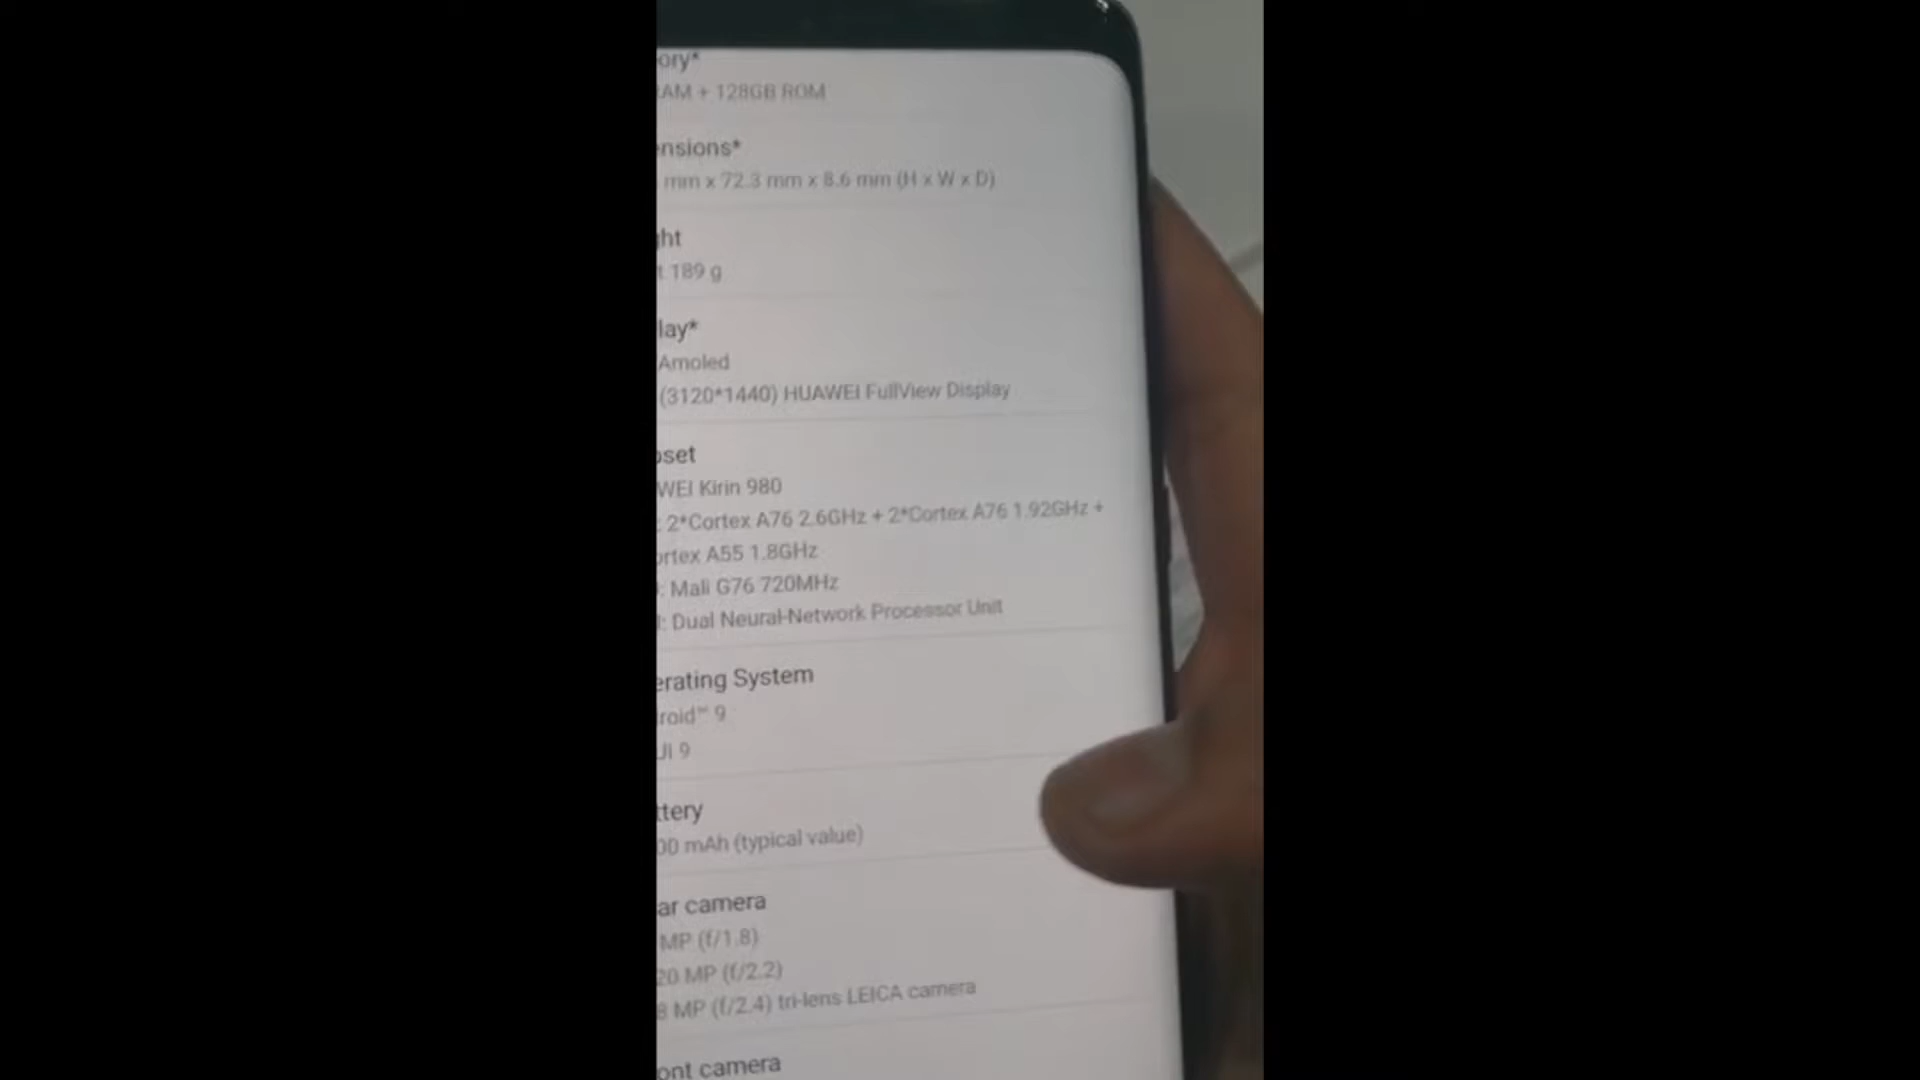 ory*
AM + 128GB ROM
ensions*
mm x 72.3 mm x 8.6 mm (H x W x D)
ght
t 189 g
lay*
Amoled
(3120*1440) HUAWEI FullView Display
pset
WEI Kirin 980
: 2*Cortex A76 2.6GHz + 2*Cortex A76 1.92GHz +
ortex A55 1.8GHz
: Mali G76 720MHz
: Dual Neural-Network Processor Unit
erating System
roid™ 9
UI 9
ttery
00 mAh (typical value)
ar camera
MP (f/1.8)
20 MP (f/2.2)
8 MP (f/2.4) tri-lens LEICA camera
ont camera